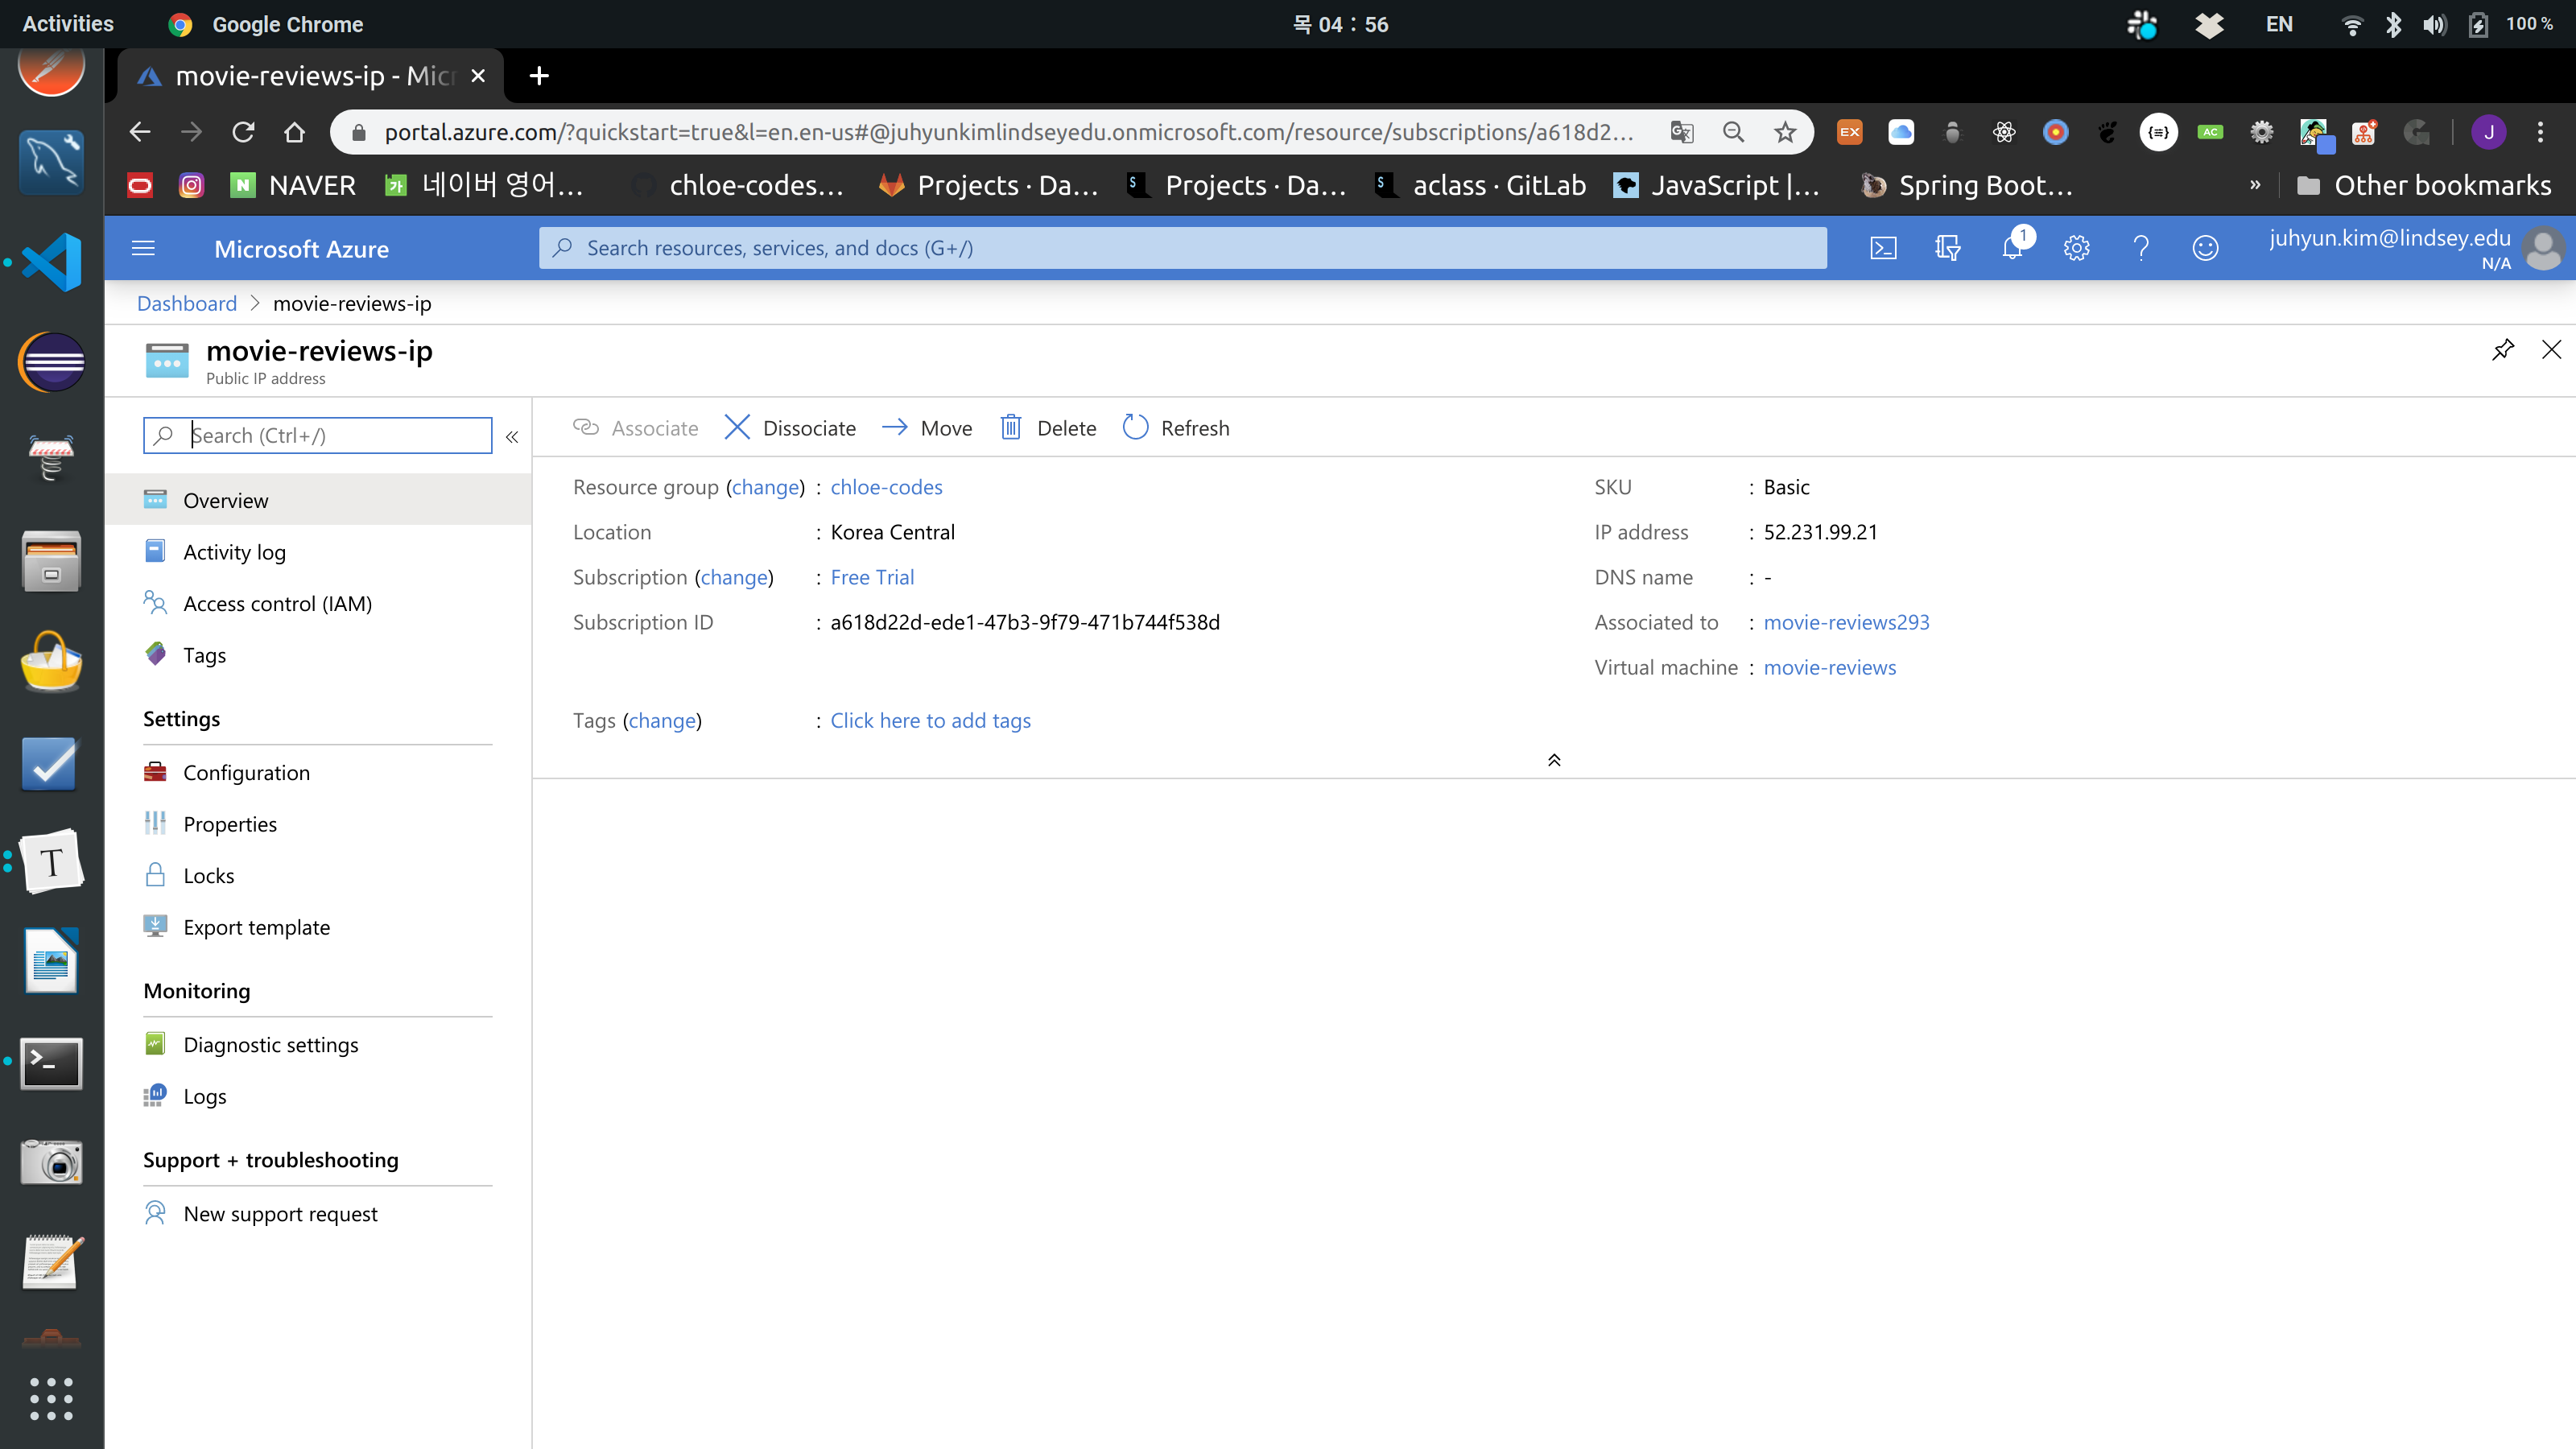 Activities
Google Chrome
목 04 : 56
EN
100 %
movie-reviews-ip - Mic
portal.azure.com/?quickstart=true&l=en.en-us#@juhyunkimlindseyedu.onmicrosoft.com/resource/subscriptions/a618d2...
EX
AC
J
N NAVER
가 네이버 영어...
chloe-codes...
Projects · Da...
S Projects · Da...
S aclass · GitLab
JavaScript |...
Spring Boot...
»
Other bookmarks
Microsoft Azure
Search resources, services, and docs (G+/)
1
juhyun.kim@lindsey.edu
N/A
Dashboard > movie-reviews-ip
movie-reviews-ip
Public IP address
Search (Ctrl+/)
«
Overview
Activity log
Access control (IAM)
Tags
Settings
Configuration
Properties
Locks
Export template
Monitoring
Diagnostic settings
Logs
Support + troubleshooting
New support request
Associate
Dissociate
Move
Delete
Refresh
Resource group (change) : chloe-codes
Location : Korea Central
Subscription (change) : Free Trial
Subscription ID : a618d22d-ede1-47b3-9f79-471b744f538d
Tags (change) : Click here to add tags
SKU : Basic
IP address : 52.231.99.21
DNS name : -
Associated to : movie-reviews293
Virtual machine : movie-reviews
T